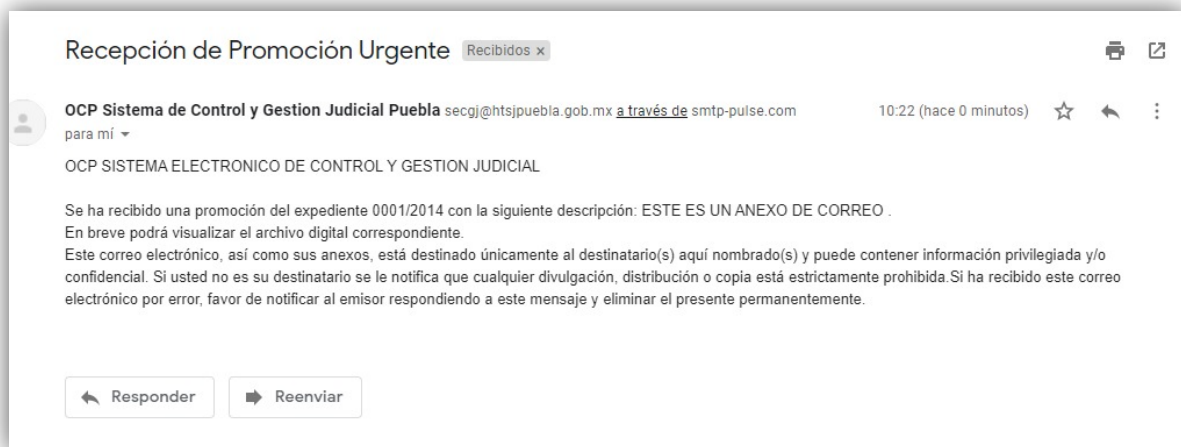 Recepción de Promoción Urgente Recibidos x
OCP Sistema de Control y Gestion Judicial Puebla secgj@htsjpuebla.gob.mx a través de smtp-pulse.com 10:22 (hace 0 minutos)
para mí
OCP SISTEMA ELECTRONICO DE CONTROL Y GESTION JUDICIAL
Se ha recibido una promoción del expediente 0001/2014 con la siguiente descripción: ESTE ES UN ANEXO DE CORREO .
En breve podrá visualizar el archivo digital correspondiente.
Este correo electrónico, así como sus anexos, está destinado únicamente al destinatario(s) aquí nombrado(s) y puede contener información privilegiada y/o
confidencial. Si usted no es su destinatario se le notifica que cualquier divulgación, distribución o copia está estrictamente prohibida.Si ha recibido este correo
electrónico por error, favor de notificar al emisor respondiendo a este mensaje y eliminar el presente permanentemente.
Responder Reenviar